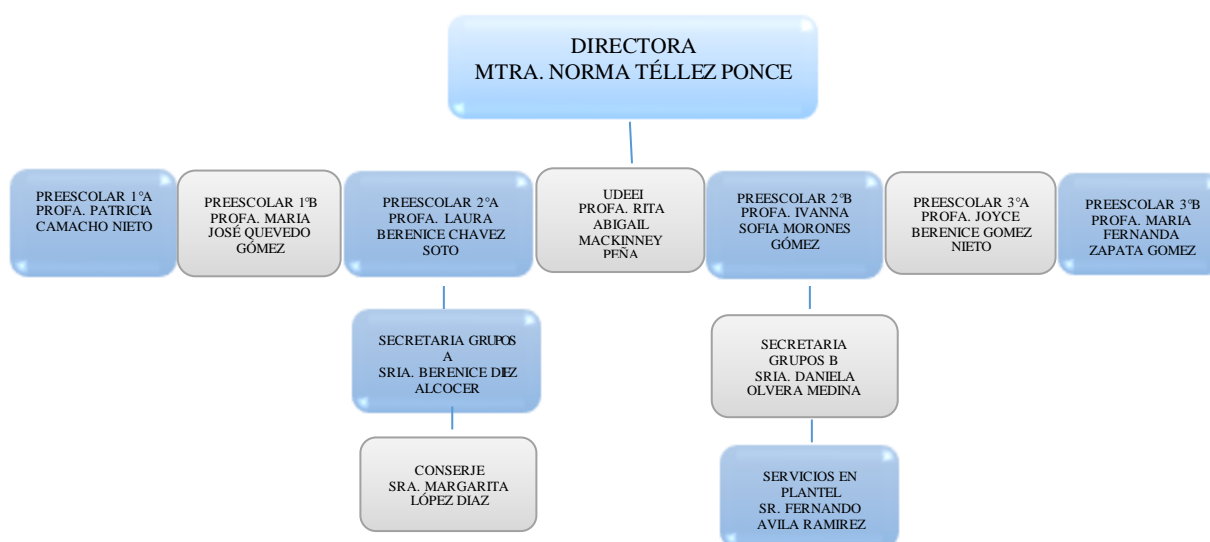 DIRECTORA
MTRA. NORMA TÉLLEZ PONCE
PREESCOLAR 1°A
PROFA. PATRICIA
CAMACHO NIETO
PREESCOLAR 1°B
PROFA. MARIA
JOSÉ QUEVEDO
GÓMEZ
PREESCOLAR 2°A
PROFA. LAURA
BERENICE CHAVEZ
SOTO
UDEEI
PROFA. RITA
ABIGAIL
MACKINNEY
PEÑA
PREESCOLAR 2°B
PROFA. IVANNA
SOFIA MORONES
GÓMEZ
PREESCOLAR 3°A
PROFA. JOYCE
BERENICE GOMEZ
NIETO
PREESCOLAR 3°B
PROFA. MARIA
FERNANDA
ZAPATA GOMEZ
SECRETARIA GRUPOS
A
SRIA. BERENICE DIEZ
ALCOCER
SECRETARIA
GRUPOS B
SRIA. DANIELA
OLVERA MEDINA
CONSERJE
SRA. MARGARITA
LÓPEZ DIAZ
SERVICIOS EN
PLANTEL
SR. FERNANDO
AVILA RAMIREZ